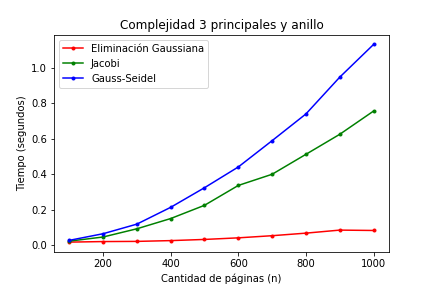 Complejidad 3 principales y anillo
Eliminación Gaussiana
Jacobi
Gauss-Seidel
Tiempo (segundos)
1.0
0.8
0.6
0.4
0.2
0.0
200
400
600
800
1000
Cantidad de páginas (n)